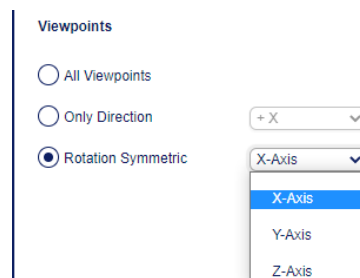 Viewpoints
All Viewpoints
Only Direction + X
Rotation Symmetric X-Axis
X-Axis
Y-Axis
Z-Axis